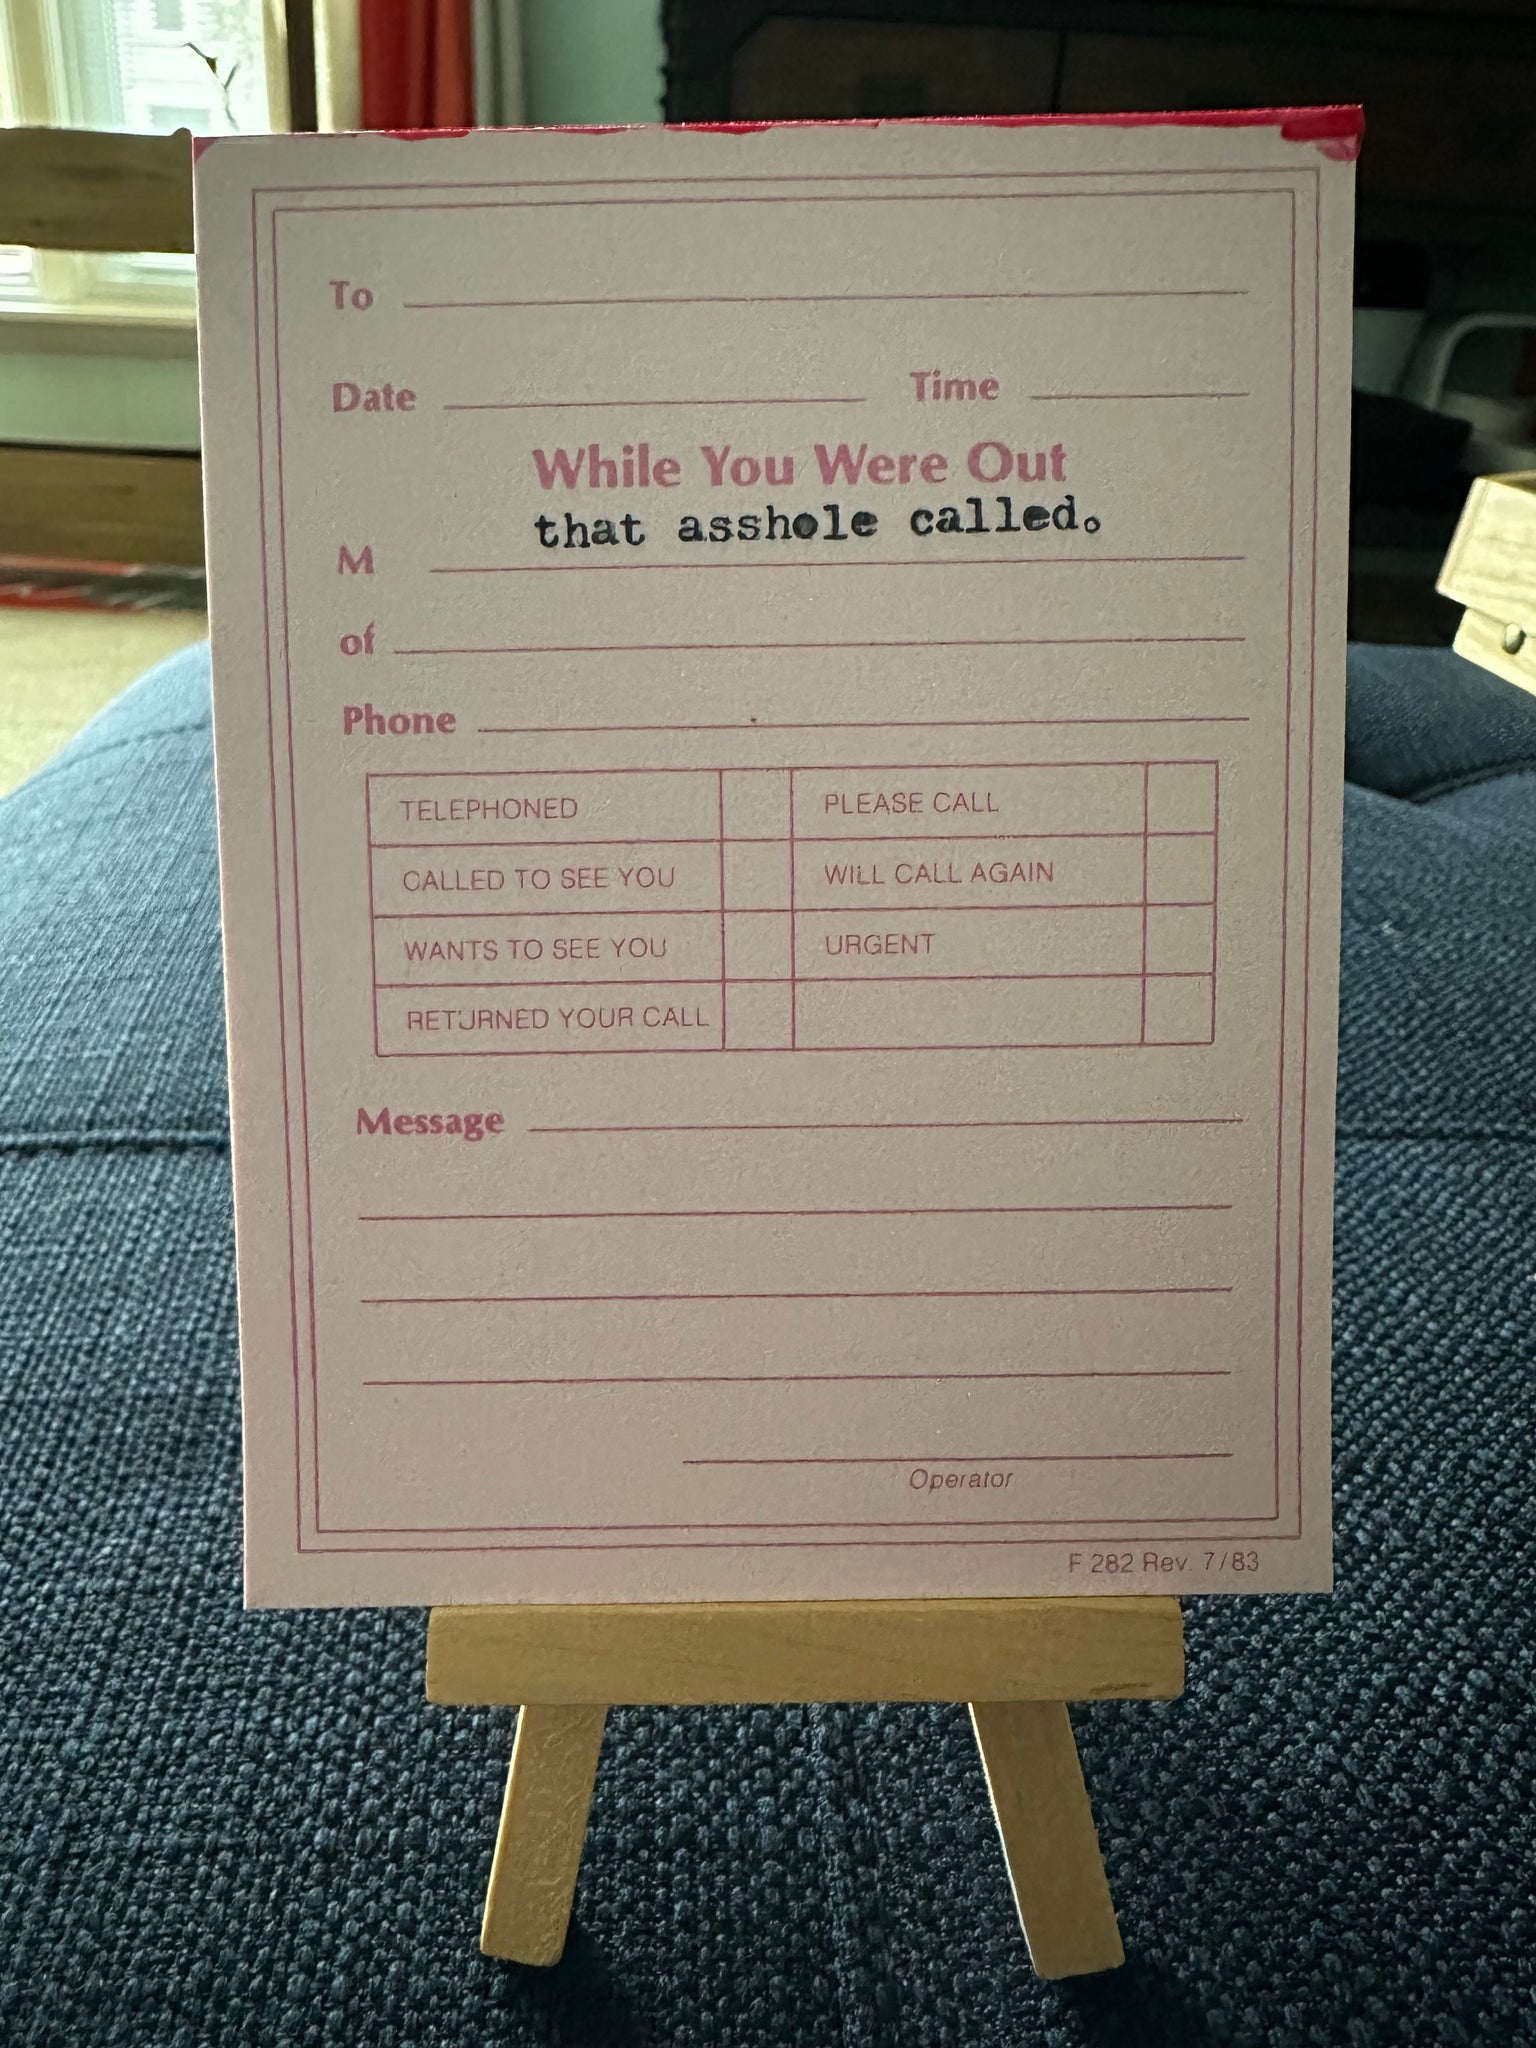 To
Date Time
While You Were Out
that asshole called.
M
of
Phone
TELEPHONED PLEASE CALL
CALLED TO SEE YOU WILL CALL AGAIN
WANTS TO SEE YOU URGENT
RETURNED YOUR CALL
Message
Operator
F 282 Rev. 7/83